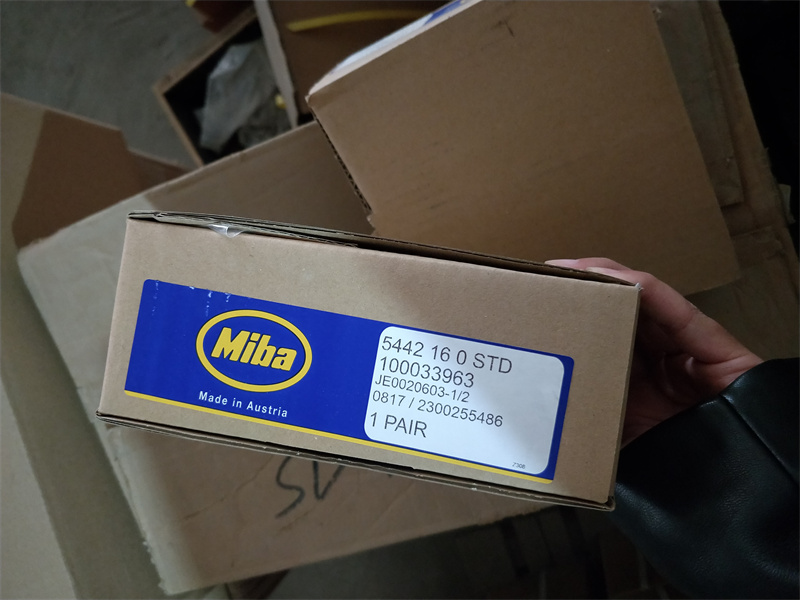 Miba
Made in Austria
5442 16 0 STD
100033963
JE0020603-1/2
0817 / 2300255486
1 PAIR